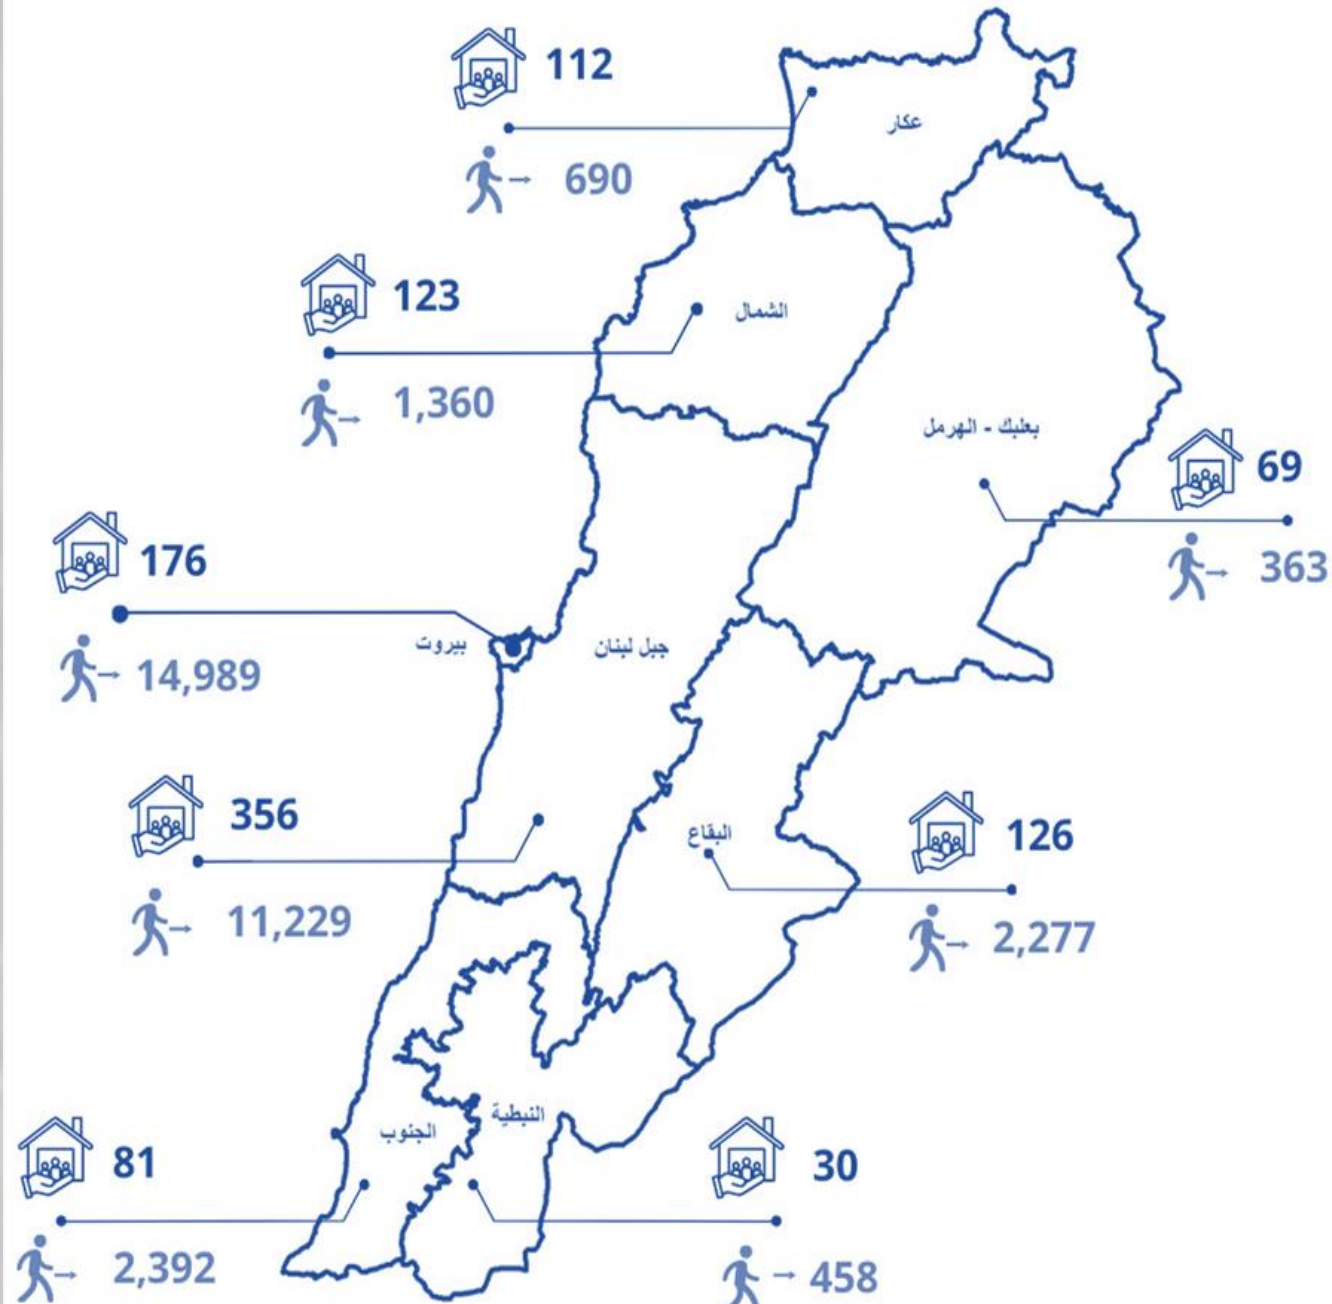 112
عكار
690
123
الشمال
1,360
بعلبك - الهرمل
69
363
176
بيروت
جبل لبنان
14,989
356
البقاع
126
11,229
2,277
النبطية
الجنوب
81
30
2,392
458